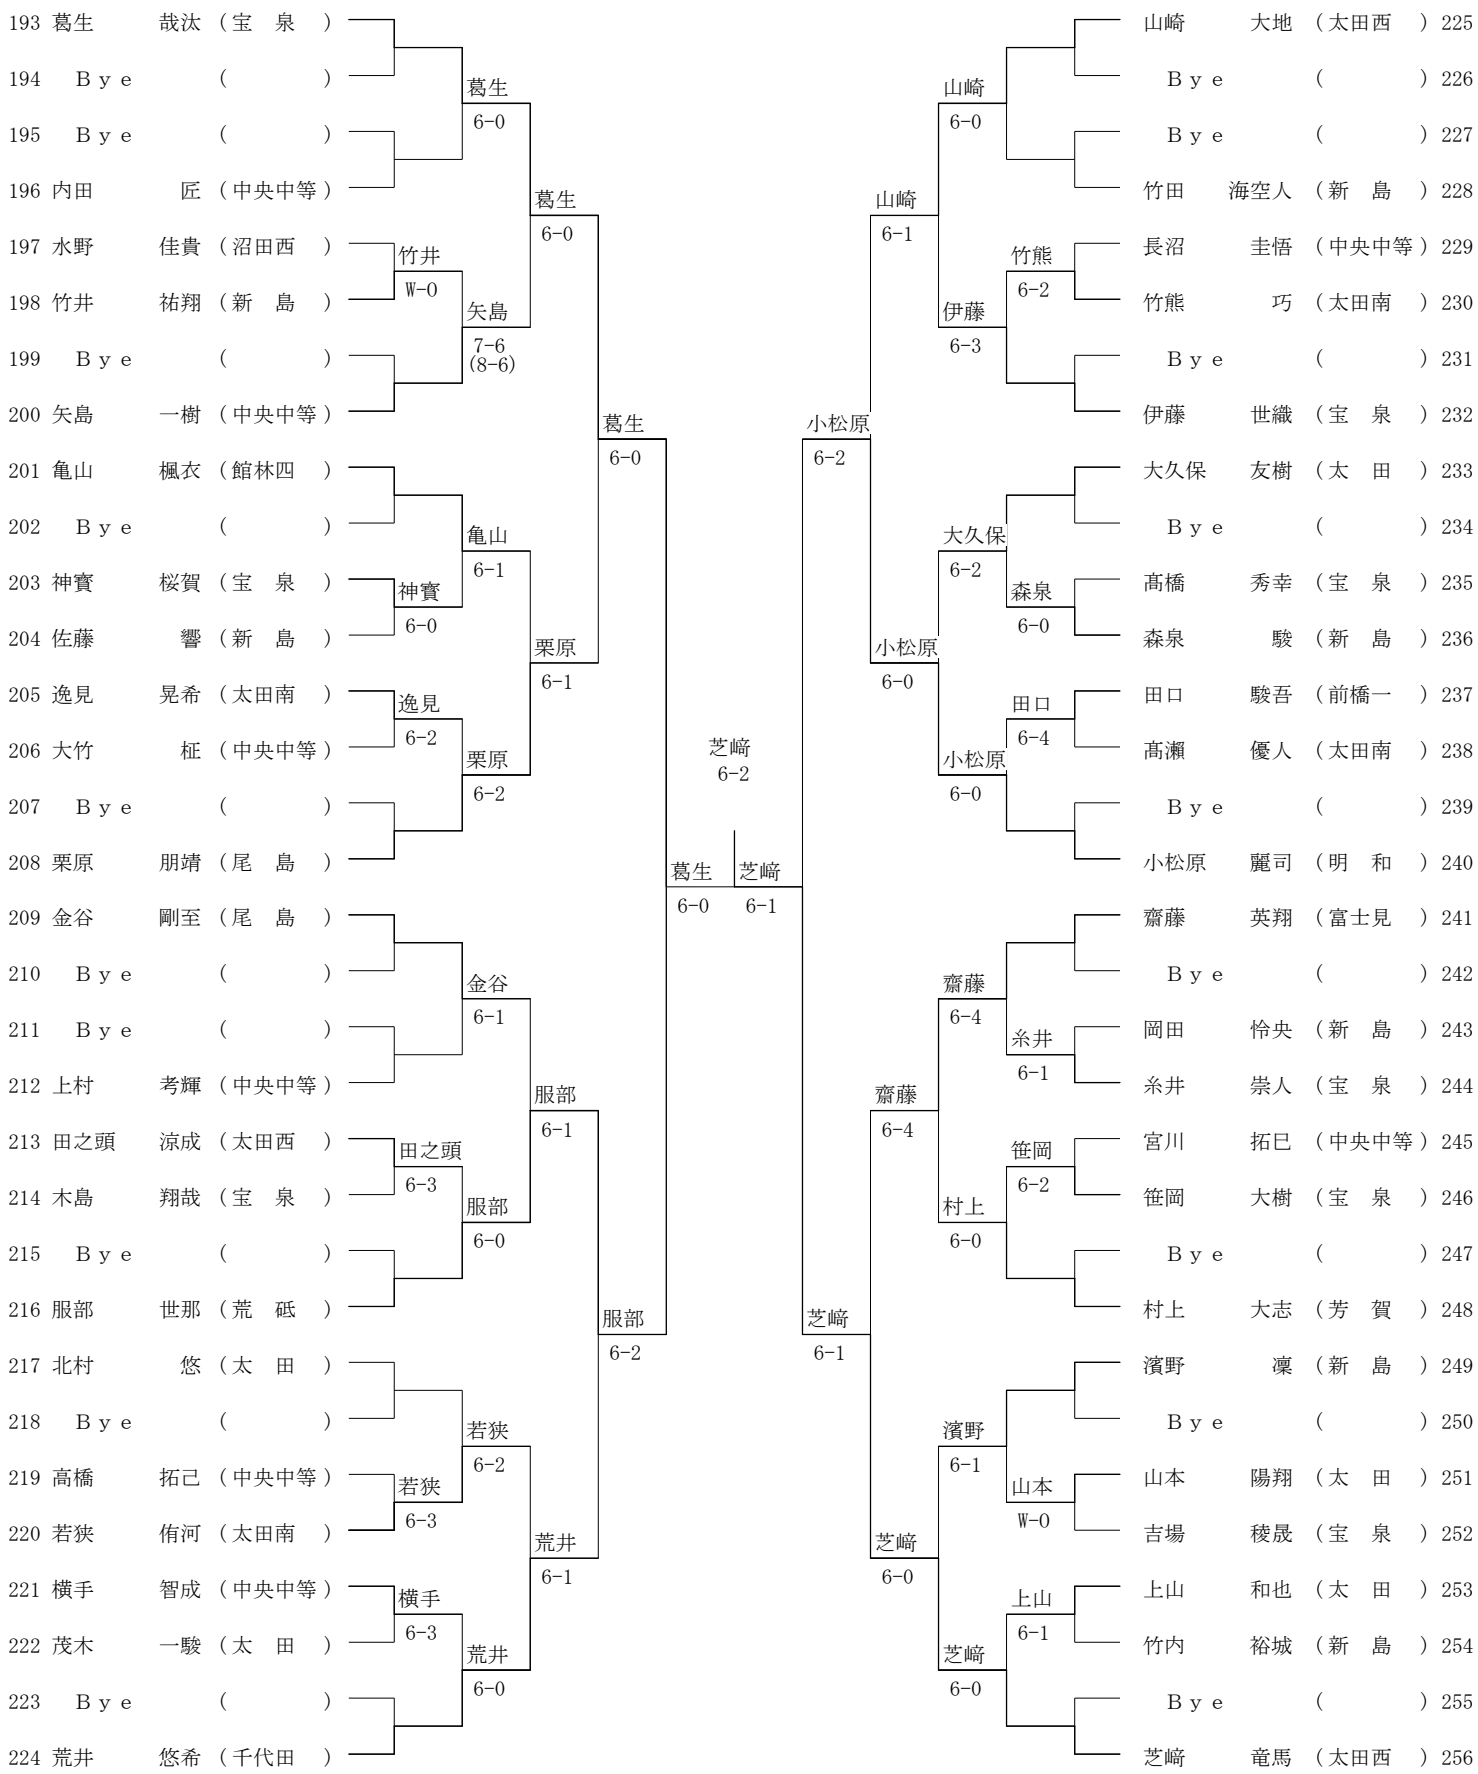 193 葛生 哲汰 （宝 泉 ）
194 Ｂｙｅ （ ）
195 Ｂｙｅ （ ）
196 内田 匠 （中央中等）
197 水野 佳貴 （沼田西 ）
198 竹井 祐翔 （新 島 ）
199 Ｂｙｅ （ ）
200 矢島 一樹 （中央中等）
201 亀山 楓衣 （館林四 ）
202 Ｂｙｅ （ ）
203 神寳 桜賀 （宝 泉 ）
204 佐藤 響 （新 島 ）
205 逸見 晃希 （太田南 ）
206 大竹 柾 （中央中等）
207 Ｂｙｅ （ ）
208 栗原 朋靖 （尾 島 ）
209 金谷 剛至 （尾 島 ）
210 Ｂｙｅ （ ）
211 Ｂｙｅ （ ）
212 上村 考輝 （中央中等）
213 田之頭 涼成 （太田西 ）
214 木島 翔哉 （宝 泉 ）
215 Ｂｙｅ （ ）
216 服部 世那 （荒 砥 ）
217 北村 悠 （太 田 ）
218 Ｂｙｅ （ ）
219 高橋 拓己 （中央中等）
220 若狭 侑河 （太田南 ）
221 横手 智成 （中央中等）
222 茂木 一駿 （太 田 ）
223 Ｂｙｅ （ ）
224 荒井 悠希 （千代田 ）
竹井
W-O
神寳
6-0
逸見
6-2
田之頭
6-3
若狭
6-3
横手
6-3
葛生
6-0
矢島
7-6
(8-6)
亀山
6-1
栗原
6-2
金谷
6-1
服部
6-0
若狭
6-2
荒井
6-0
葛生
6-0
栗原
6-1
服部
6-1
荒井
6-1
葛生
6-0
服部
6-2
葛生
6-0
芝﨑
6-2
芝﨑
6-1
小松原
6-2
芝﨑
6-1
山崎
6-1
小松原
6-0
齋藤
6-4
芝﨑
6-0
山崎
6-0
伊藤
6-3
大久保
6-2
小松原
6-0
齋藤
6-4
村上
6-0
濱野
6-1
芝﨑
6-0
竹熊
6-2
森泉
6-0
田口
6-4
糸井
6-1
笹岡
6-2
山本
W-O
上山
6-1
山崎 大地 （太田西 ） 225
Ｂｙｅ （ ） 226
Ｂｙｅ （ ） 227
竹田 海空人 （新 島 ） 228
長沼 圭悟 （中央中等） 229
竹熊 巧 （太田南 ） 230
Ｂｙｅ （ ） 231
伊藤 世織 （宝 泉 ） 232
大久保 友樹 （太 田 ） 233
Ｂｙｅ （ ） 234
髙橋 秀幸 （宝 泉 ） 235
森泉 駿 （新 島 ） 236
田口 駿吾 （前橋一 ） 237
髙瀨 優人 （太田南 ） 238
Ｂｙｅ （ ） 239
小松原 麗司 （明 和 ） 240
齋藤 英翔 （富士見 ） 241
Ｂｙｅ （ ） 242
岡田 怜央 （新 島 ） 243
糸井 崇人 （宝 泉 ） 244
宮川 拓巳 （中央中等） 245
笹岡 大樹 （宝 泉 ） 246
Ｂｙｅ （ ） 247
村上 大志 （芳 賀 ） 248
濱野 凜 （新 島 ） 249
Ｂｙｅ （ ） 250
山本 陽翔 （太 田 ） 251
吉場 稜晟 （宝 泉 ） 252
上山 和也 （太 田 ） 253
竹内 裕城 （新 島 ） 254
Ｂｙｅ （ ） 255
芝﨑 竜馬 （太田西 ） 256